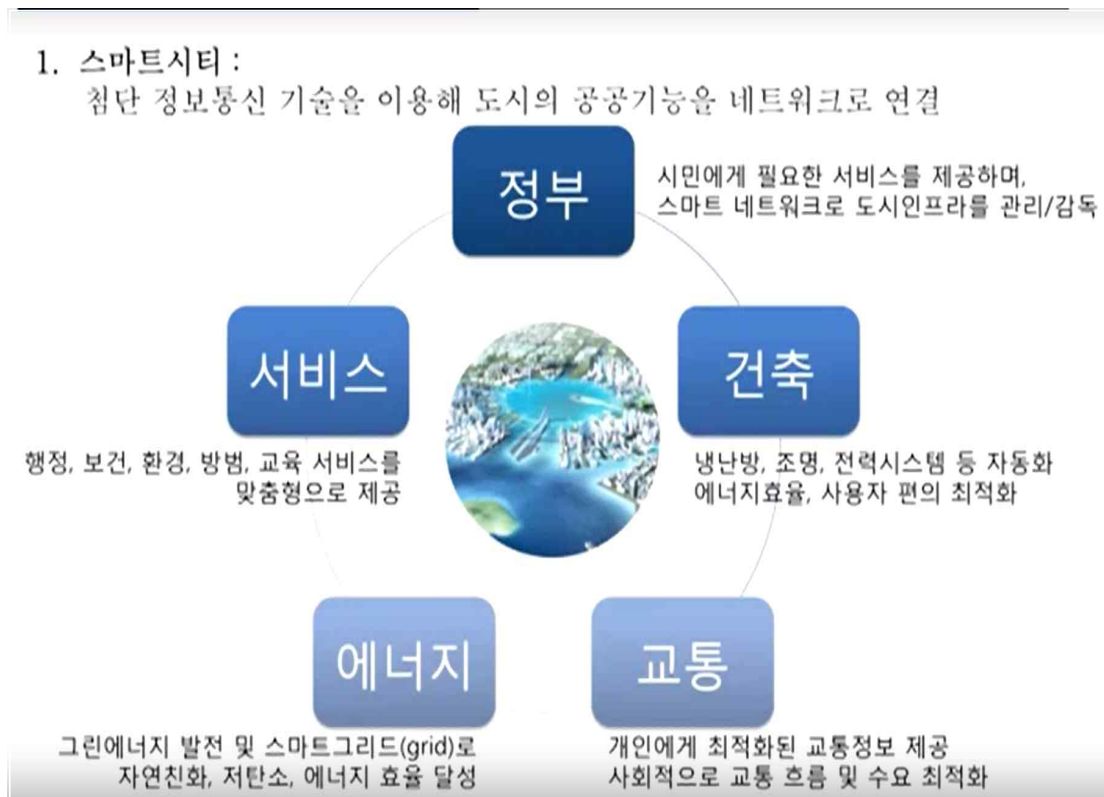 1. 스마트시티 :
첨단 정보통신 기술을 이용해 도시의 공공기능을 네트워크로 연결
정부
시민에게 필요한 서비스를 제공하며,
스마트 네트워크로 도시인프라를 관리/감독
서비스
행정, 보건, 환경, 방범, 교육 서비스를
맞춤형으로 제공
건축
냉난방, 조명, 전력시스템 등 자동화
에너지효율, 사용자 편의 최적화
에너지
그린에너지 발전 및 스마트그리드(grid)로
자연친화, 저탄소, 에너지 효율 달성
교통
개인에게 최적화된 교통정보 제공
사회적으로 교통 흐름 및 수요 최적화